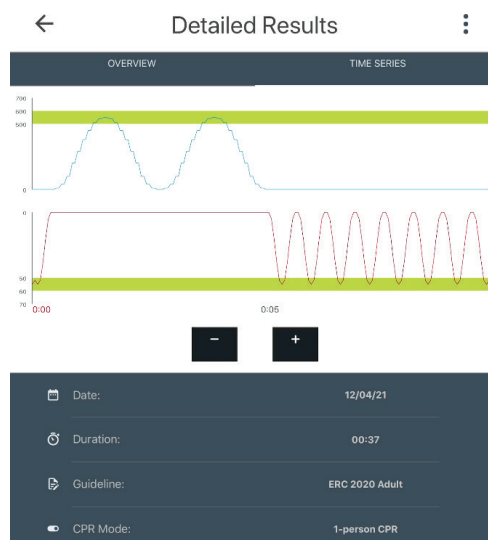 Detailed Results
OVERVIEW TIME SERIES
700
600
500
0
0
50
60
70
0:00 0:05
− +
Date: 12/04/21
Duration: 00:37
Guideline: ERC 2020 Adult
CPR Mode: 1-person CPR